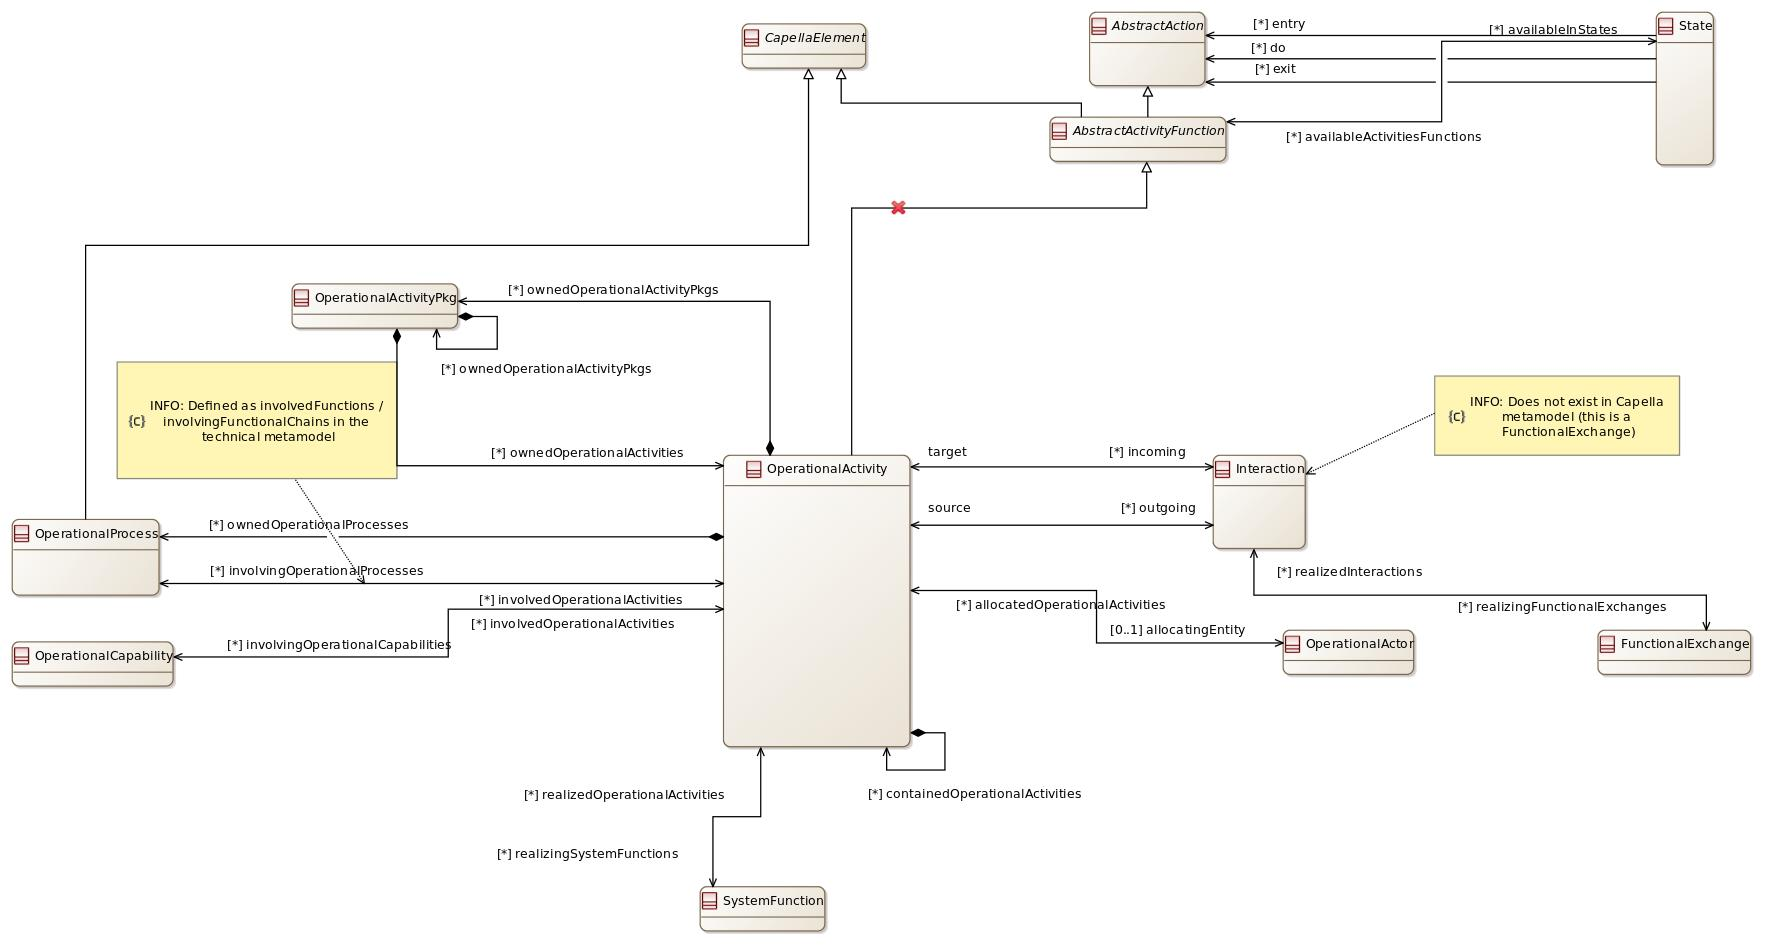 CapellaElement
AbstractAction
[*] entry
[*] availableInStates
State
[*] do
[*] exit
AbstractActivityFunction
[*] availableActivitiesFunctions
OperationalActivityPkg
[*] ownedOperationalActivityPkgs
[*] ownedOperationalActivityPkgs
{c}
INFO: Defined as involvedFunctions /
involvingFunctionalChains in the
technical metamodel
{c}
INFO: Does not exist in Capella
metamodel (this is a
FunctionalExchange)
[*] ownedOperationalActivities
OperationalActivity
target
[*] incoming
Interaction
source
[*] outgoing
OperationalProcess
[*] ownedOperationalProcesses
[*] involvingOperationalProcesses
[*] involvedOperationalActivities
[*] involvedOperationalActivities
[*] involvingOperationalCapabilities
OperationalCapability
[*] realizedInteractions
[*] realizingFunctionalExchanges
[*] allocatedOperationalActivities
[0..1] allocatingEntity
OperationalActor
FunctionalExchange
[*] realizedOperationalActivities
[*] containedOperationalActivities
[*] realizingSystemFunctions
SystemFunction